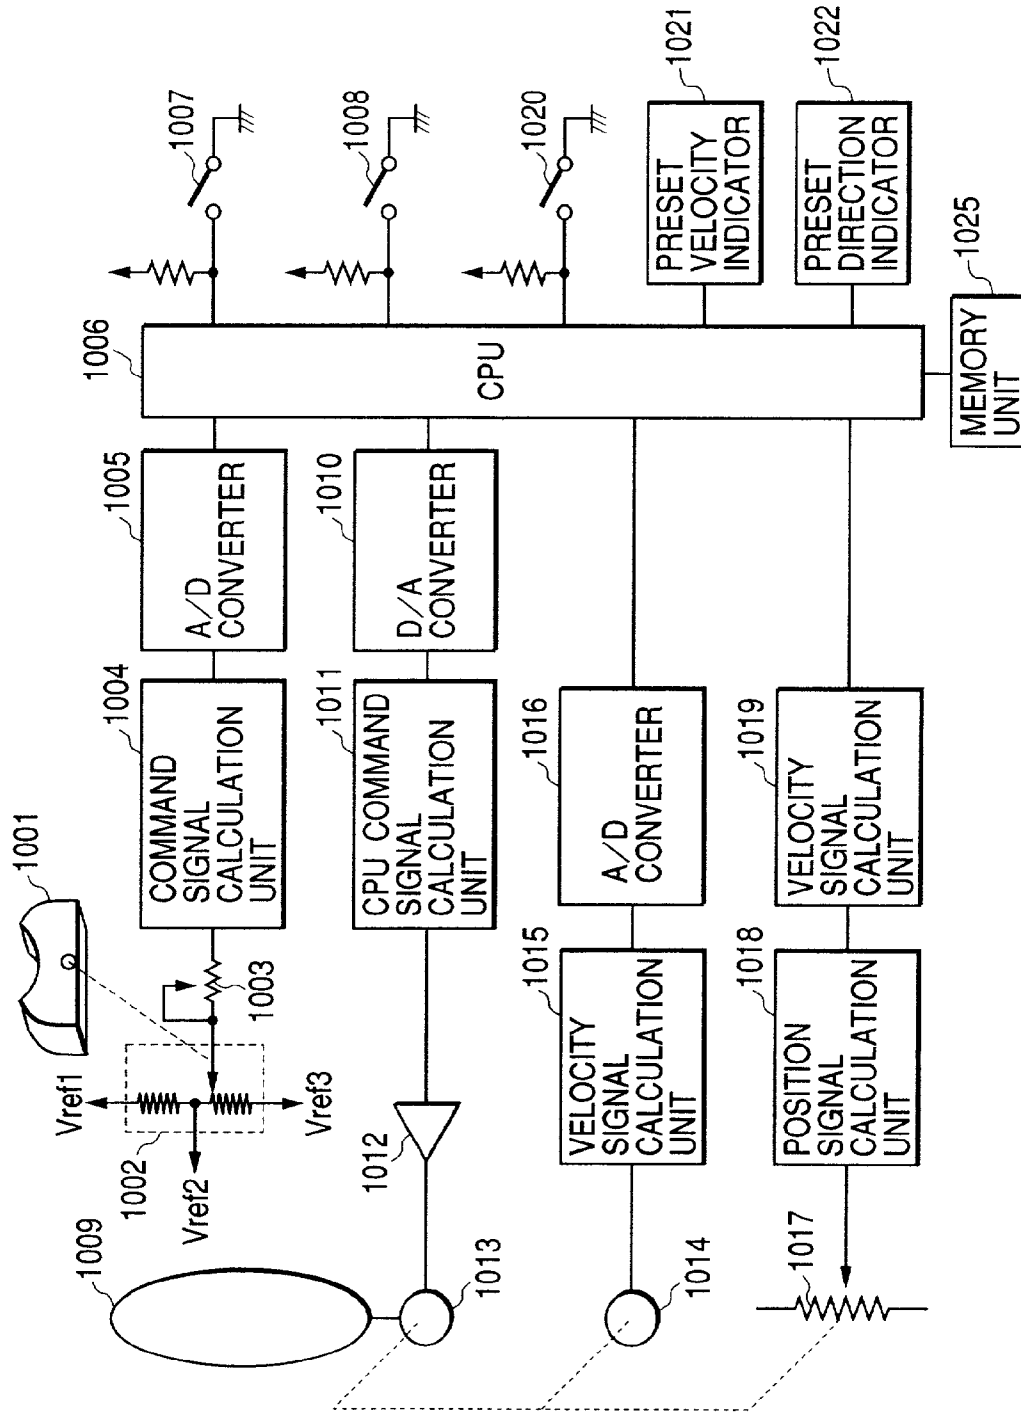 1001
Vref1
1002
Vref2
Vref3
1003
1004
COMMAND
SIGNAL
CALCULATION
UNIT
1005
A/D
CONVERTER
1006
CPU
1007
1008
1020
1009
1012
1013
1011
CPU COMMAND
SIGNAL
CALCULATION
UNIT
1010
D/A
CONVERTER
1014
1015
VELOCITY
SIGNAL
CALCULATION
UNIT
1016
A/D
CONVERTER
1021
PRESET
VELOCITY
INDICATOR
1017
1018
POSITION
SIGNAL
CALCULATION
UNIT
1019
VELOCITY
SIGNAL
CALCULATION
UNIT
1022
PRESET
DIRECTION
INDICATOR
1025
MEMORY
UNIT